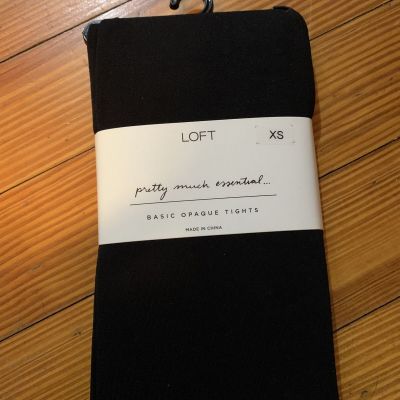 LOFT
XS
pretty much essential...
BASIC OPAQUE TIGHTS
MADE IN CHINA